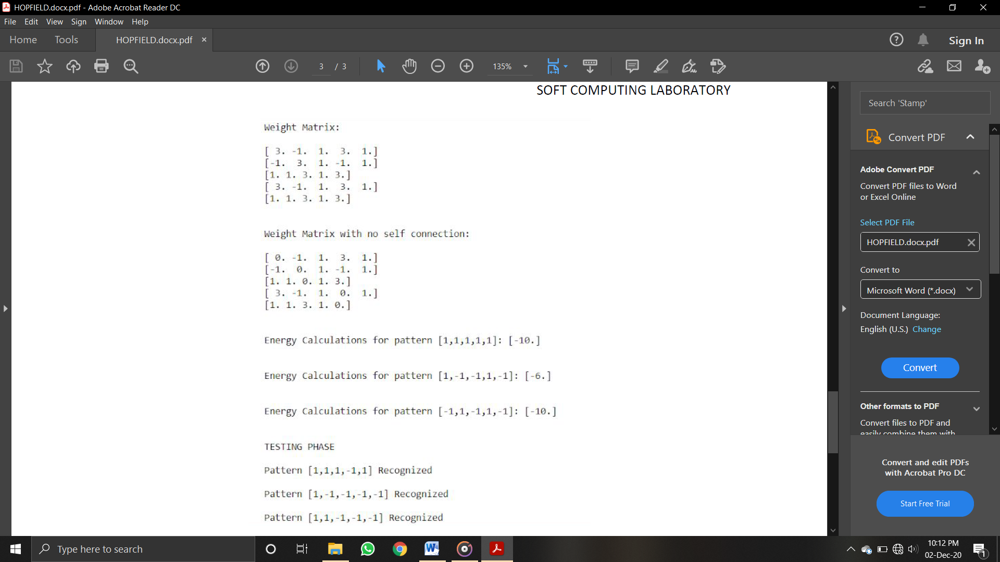 HOPFIELD.docx.pdf - Adobe Acrobat Reader DC
File Edit View Sign Window Help
Home Tools HOPFIELD.docx.pdf × Sign In
3 / 3 135%
SOFT COMPUTING LABORATORY
Weight Matrix:
[ 3. -1. 1. 3. 1.]
[-1. 3. 1. -1. 1.]
[1. 1. 3. 1. 3.]
[ 3. -1. 1. 3. 1.]
[1. 1. 3. 1. 3.]
Weight Matrix with no self connection:
[ 0. -1. 1. 3. 1.]
[-1. 0. 1. -1. 1.]
[1. 1. 0. 1. 3.]
[ 3. -1. 1. 0. 1.]
[1. 1. 3. 1. 0.]
Energy Calculations for pattern [1,1,1,1,1]: [-10.]
Energy Calculations for pattern [1,-1,-1,1,-1]: [-6.]
Energy Calculations for pattern [-1,1,-1,1,-1]: [-10.]
TESTING PHASE
Pattern [1,1,1,-1,1] Recognized
Pattern [1,-1,-1,-1,-1] Recognized
Pattern [1,1,-1,-1,-1] Recognized
Search 'Stamp'
Convert PDF
Adobe Convert PDF
Convert PDF files to Word
or Excel Online
Select PDF File
HOPFIELD.docx.pdf
Convert to
Microsoft Word (*.docx)
Document Language:
English (U.S.) Change
Convert
Other formats to PDF
Convert files to PDF and
easily combine them with
Convert and edit PDFs
with Acrobat Pro DC
Start Free Trial
Type here to search
10:12 PM
02-Dec-20
1